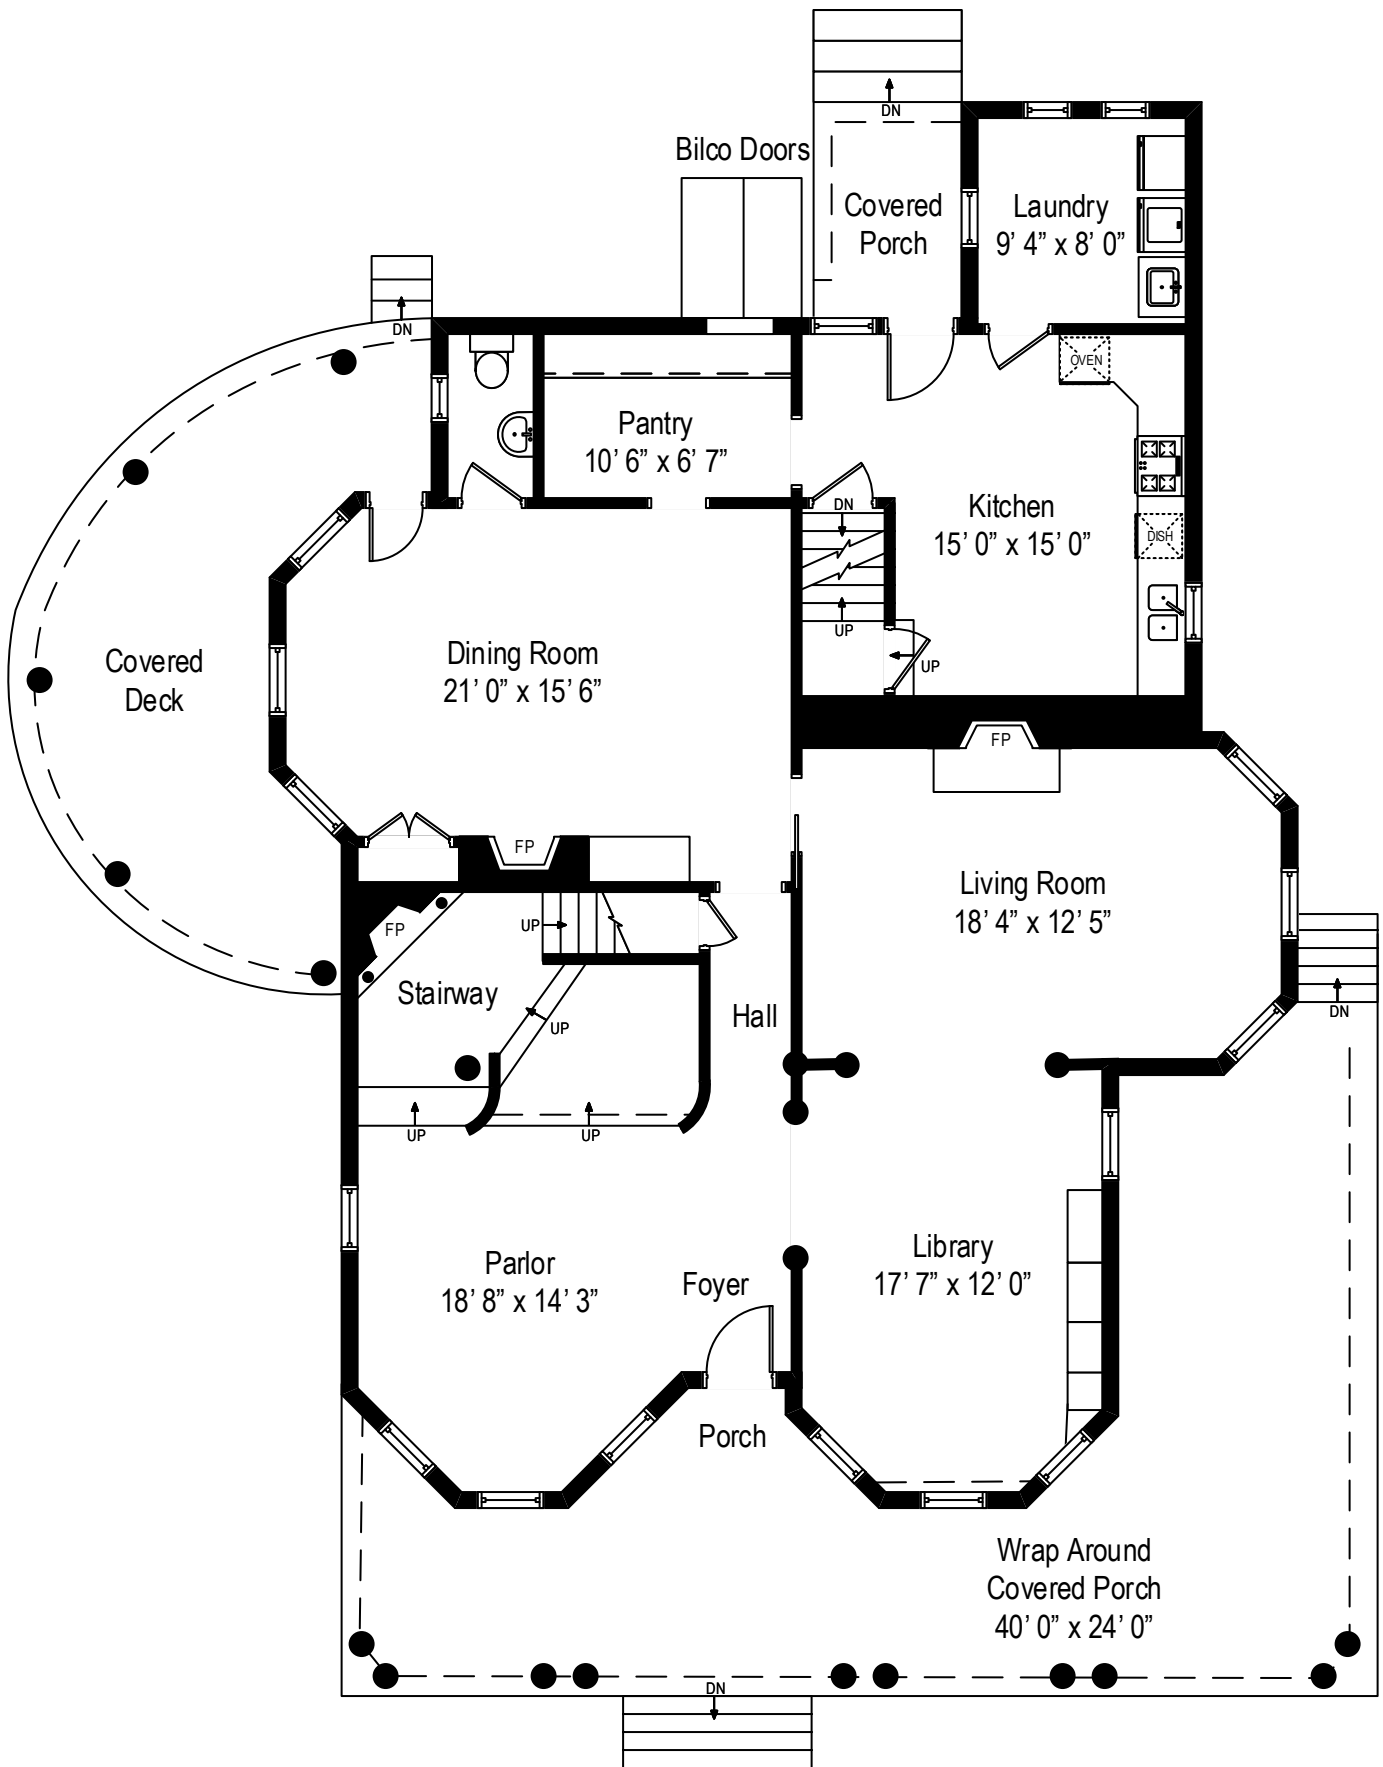 DN
Bilco Doors
Covered
Porch
Laundry
9’ 4” x 8’ 0”
DN
OVEN
Pantry
10’ 6” x 6’ 7”
DN
Kitchen
15’ 0” x 15’ 0”
DISH
UP
UP
Covered
Deck
Dining Room
21’ 0” x 15’ 6”
FP
FP
Living Room
18’ 4” x 12’ 5”
FP
UP
Stairway
Hall
UP
DN
UP
UP
Parlor
18’ 8” x 14’ 3”
Foyer
Library
17’ 7” x 12’ 0”
Porch
Wrap Around
Covered Porch
40’ 0” x 24’ 0”
DN